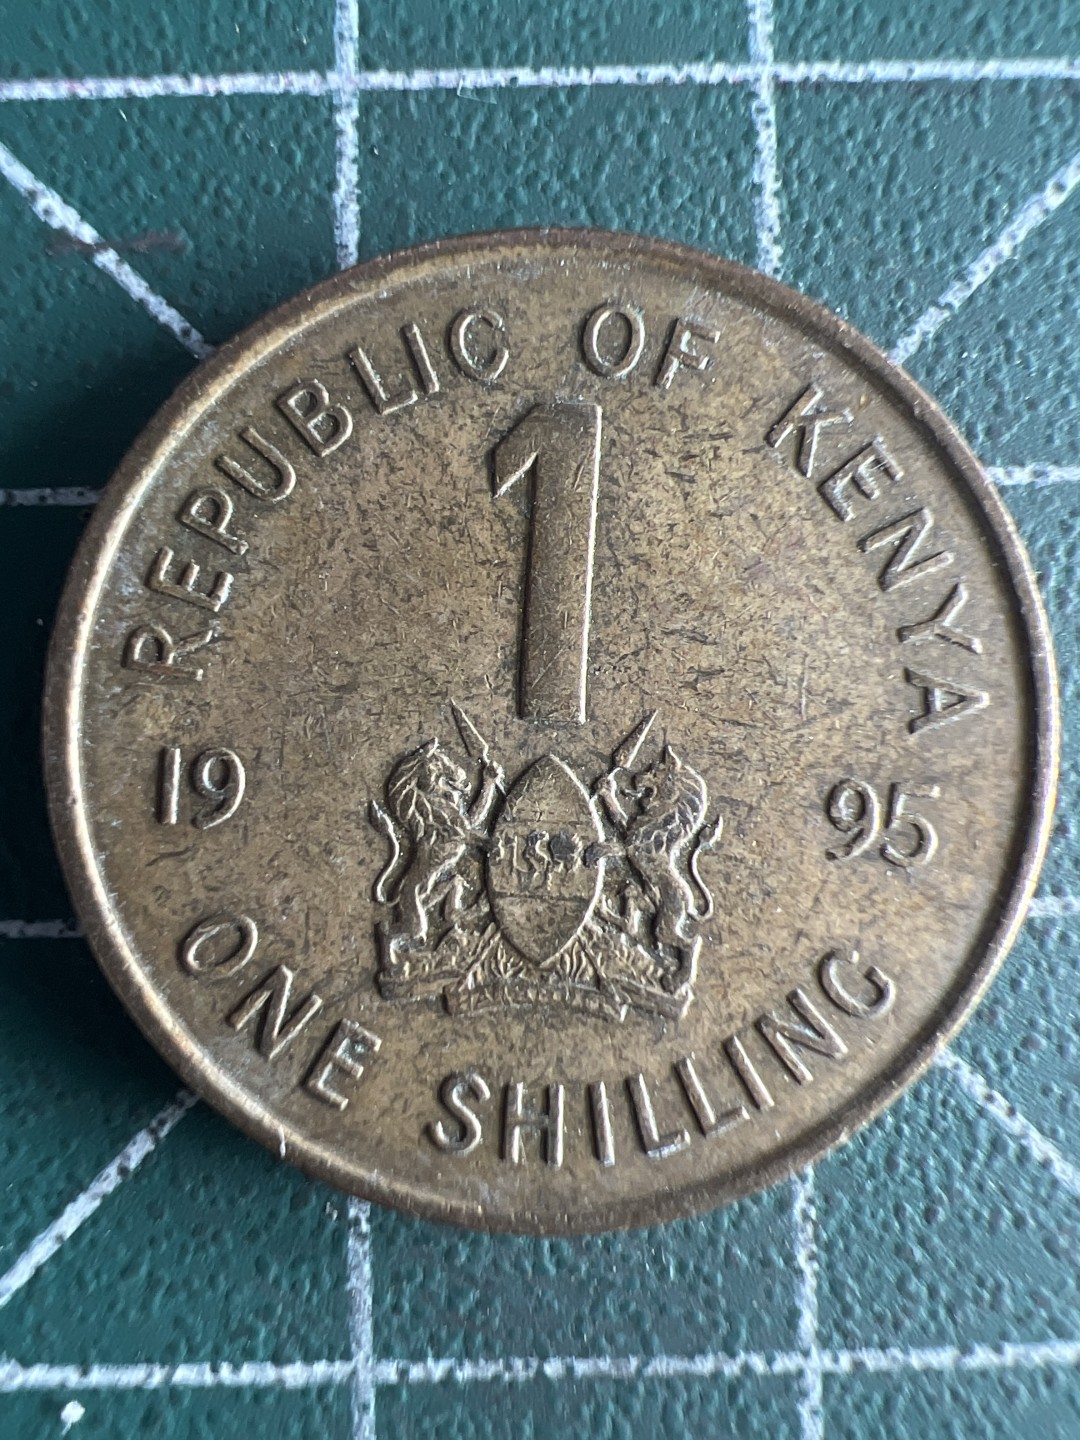 REPUBLIC OF KENYA
1
19 95
ONE SHILLING